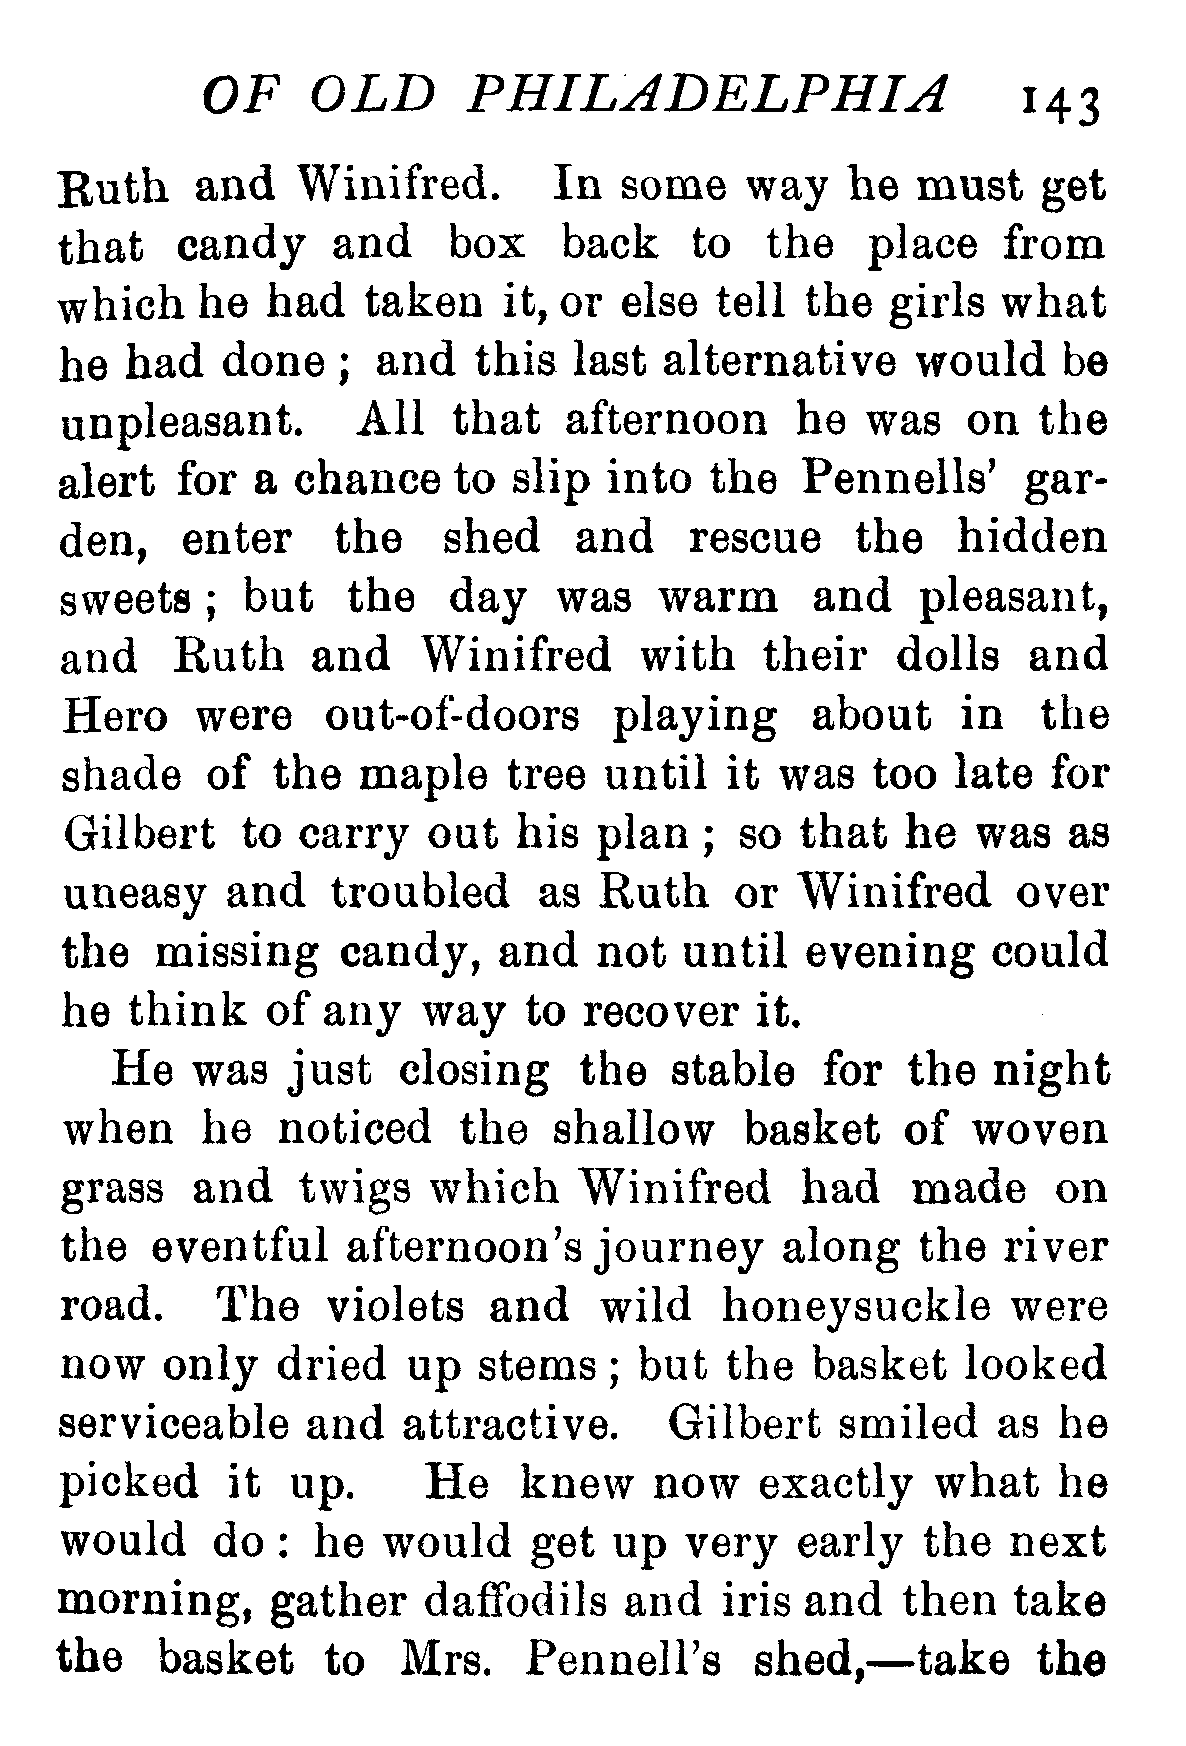 OF OLD PHILADELPHIA 143
Ruth and Winifred. In some way he must get
that candy and box back to the place from
which he had taken it, or else tell the girls what
he had done ; and this last alternative would be
unpleasant. All that afternoon he was on the
alert for a chance to slip into the Pennells’ gar-
den, enter the shed and rescue the hidden
sweets ; but the day was warm and pleasant,
and Ruth and Winifred with their dolls and
Hero were out-of-doors playing about in the
shade of the maple tree until it was too late for
Gilbert to carry out his plan ; so that he was as
uneasy and troubled as Ruth or Winifred over
the missing candy, and not until evening could
he think of any way to recover it.
He was just closing the stable for the night
when he noticed the shallow basket of woven
grass and twigs which Winifred had made on
the eventful afternoon’s journey along the river
road. The violets and wild honeysuckle were
now only dried up stems ; but the basket looked
serviceable and attractive. Gilbert smiled as he
picked it up. He knew now exactly what he
would do : he would get up very early the next
morning, gather daffodils and iris and then take
the basket to Mrs. Pennell’s shed,—take the